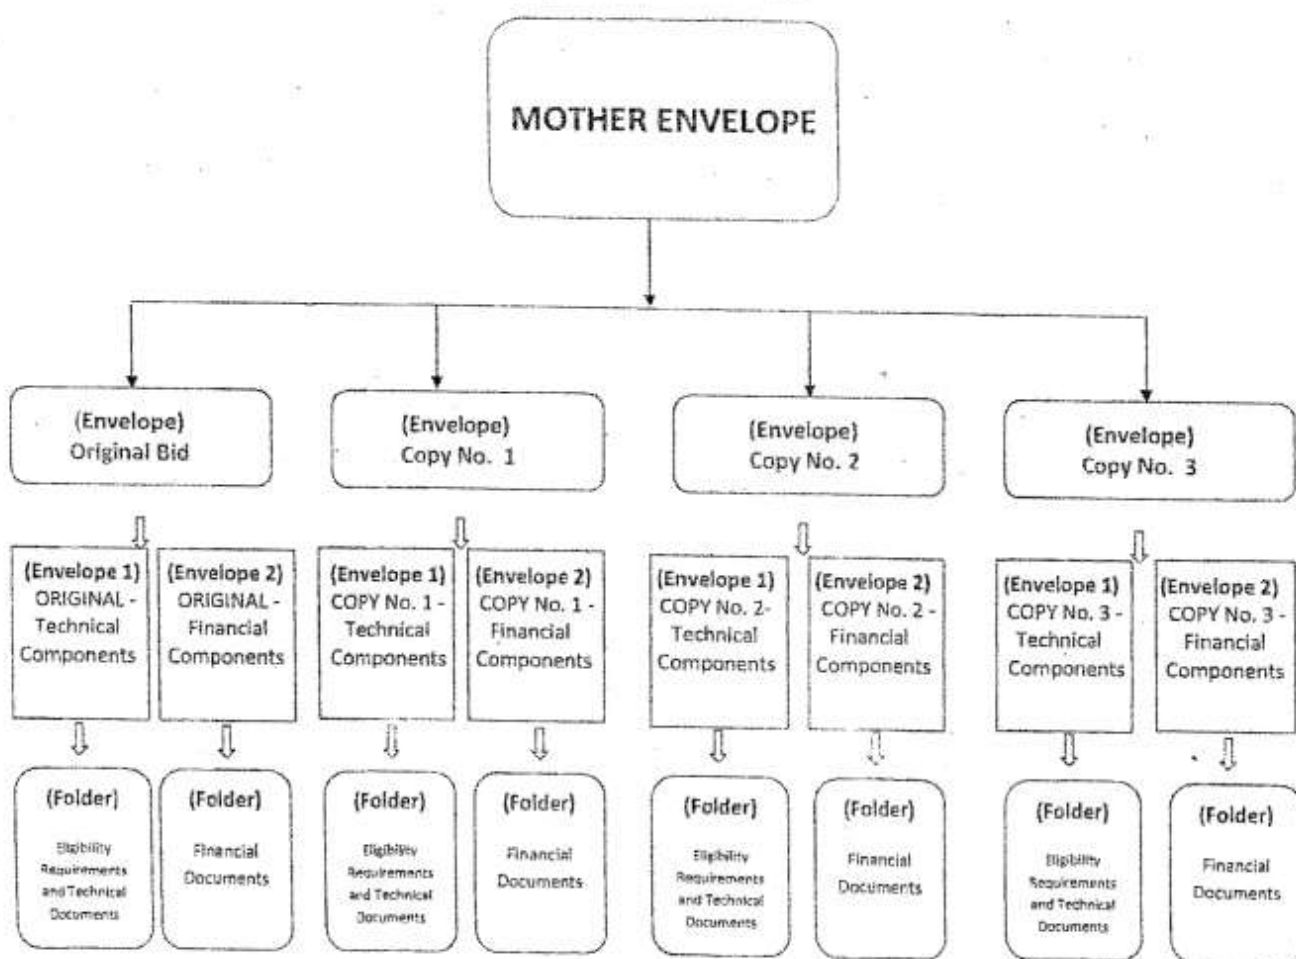 MOTHER ENVELOPE
(Envelope)
Original Bid
(Envelope)
Copy No. 1
(Envelope)
Copy No. 2
(Envelope)
Copy No. 3
(Envelope 1)
ORIGINAL -
Technical
Components
(Envelope 2)
ORIGINAL -
Financial
Components
(Envelope 1)
COPY No. 1 -
Technical
Components
(Envelope 2)
COPY No. 1 -
Financial
Components
(Envelope 1)
COPY No. 2-
Technical
Components
(Envelope 2)
COPY No. 2 -
Financial
Components
(Envelope 1)
COPY No. 3 -
Technical
Components
(Envelope 2)
COPY No. 3 -
Financial
Components
(Folder)
Eligibility
Requirements
and Technical
Documents
(Folder)
Financial
Documents
(Folder)
Eligibility
Requirements
and Technical
Documents
(Folder)
Financial
Documents
(Folder)
Eligibility
Requirements
and Technical
Documents
(Folder)
Financial
Documents
(Folder)
Eligibility
Requirements
and Technical
Documents
(Folder)
Financial
Documents